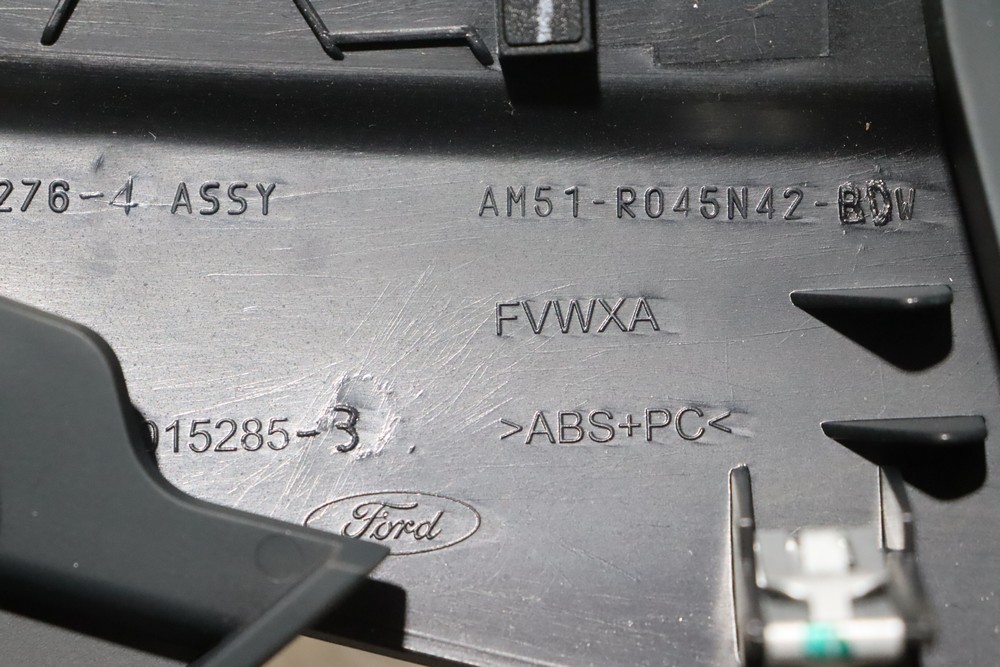 276-4 ASSY AM51-R045N42-BDW
FVWXA
015285-3 >ABS+PC<
Ford